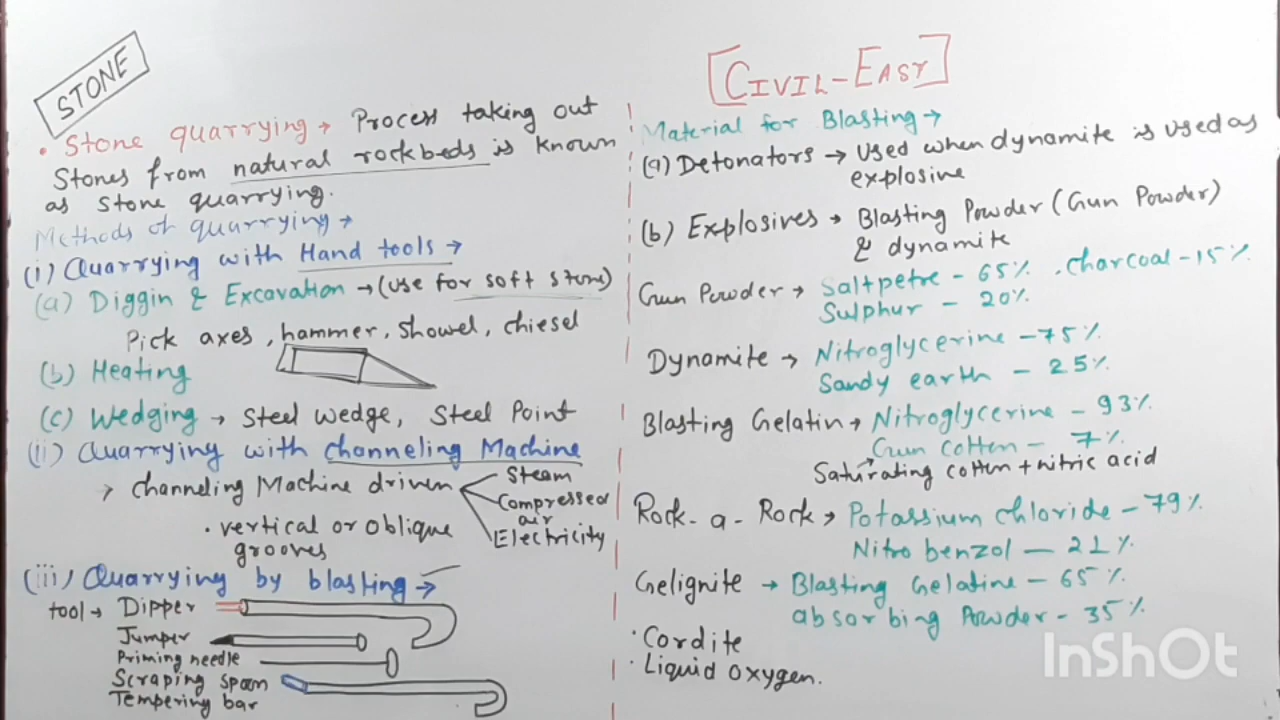 STONE
• Stone quarrying → Process taking out
Stones from natural rockbeds is known
as stone quarrying.
Methods of quarrying →
(i) Quarrying with Hand tools →
(a) Diggin & Excavation → (use for soft stone)
Pick axes, hammer, Showel, chiesel
(b) Heating
(c) Wedging → Steel wedge, Steel Point
(ii) Quarrying with channeling Machine
→ channeling Machine driven
Steam
Compressed
air
Electricity
• vertical or oblique
grooves
(iii) Quarrying by blasting →
tool → Dipper
Jumper
Priming needle
Scraping spoon
Tempering bar
[CIVIL-EASY]
Material for Blasting →
(a) Detonators → used when dynamite is used as
explosive
(b) Explosives → Blasting Powder (Gun Powder)
& dynamite
Gun Powder → Saltpetre - 65%, charcoal - 15%
Sulphur - 20%
Dynamite → Nitroglycerine - 75%
Sandy earth - 25%
Blasting Gelatin → Nitroglycerine - 93%
Gun cotten - 7%
Saturating cotten + nitric acid
Rock-a-Rock → Potassium chloride - 79%
Nitro benzol - 21%
Gelignite → Blasting Gelatine - 65%
absorbing Powder - 35%
• Cordite
• Liquid oxygen.
InShOt